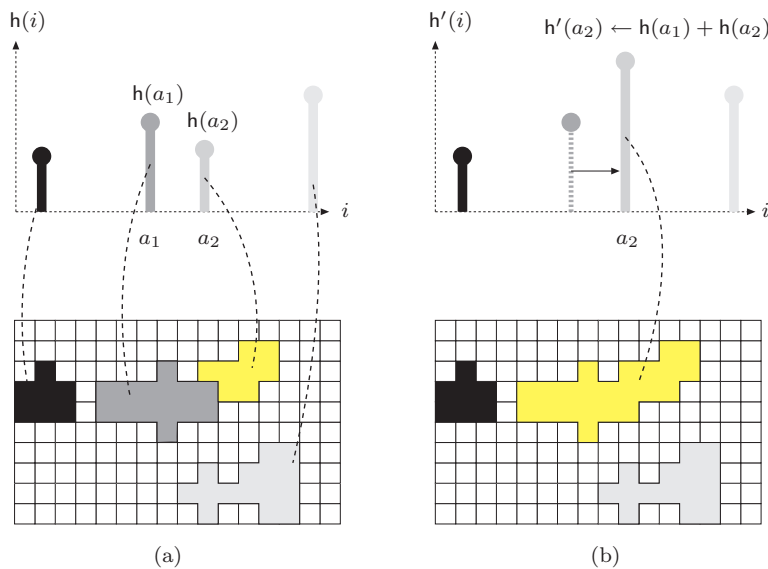 h(i)
h(a₁)
h(a₂)
i
a₁
a₂
(a)
h′(i)
h′(a₂) ← h(a₁) + h(a₂)
i
a₂
(b)